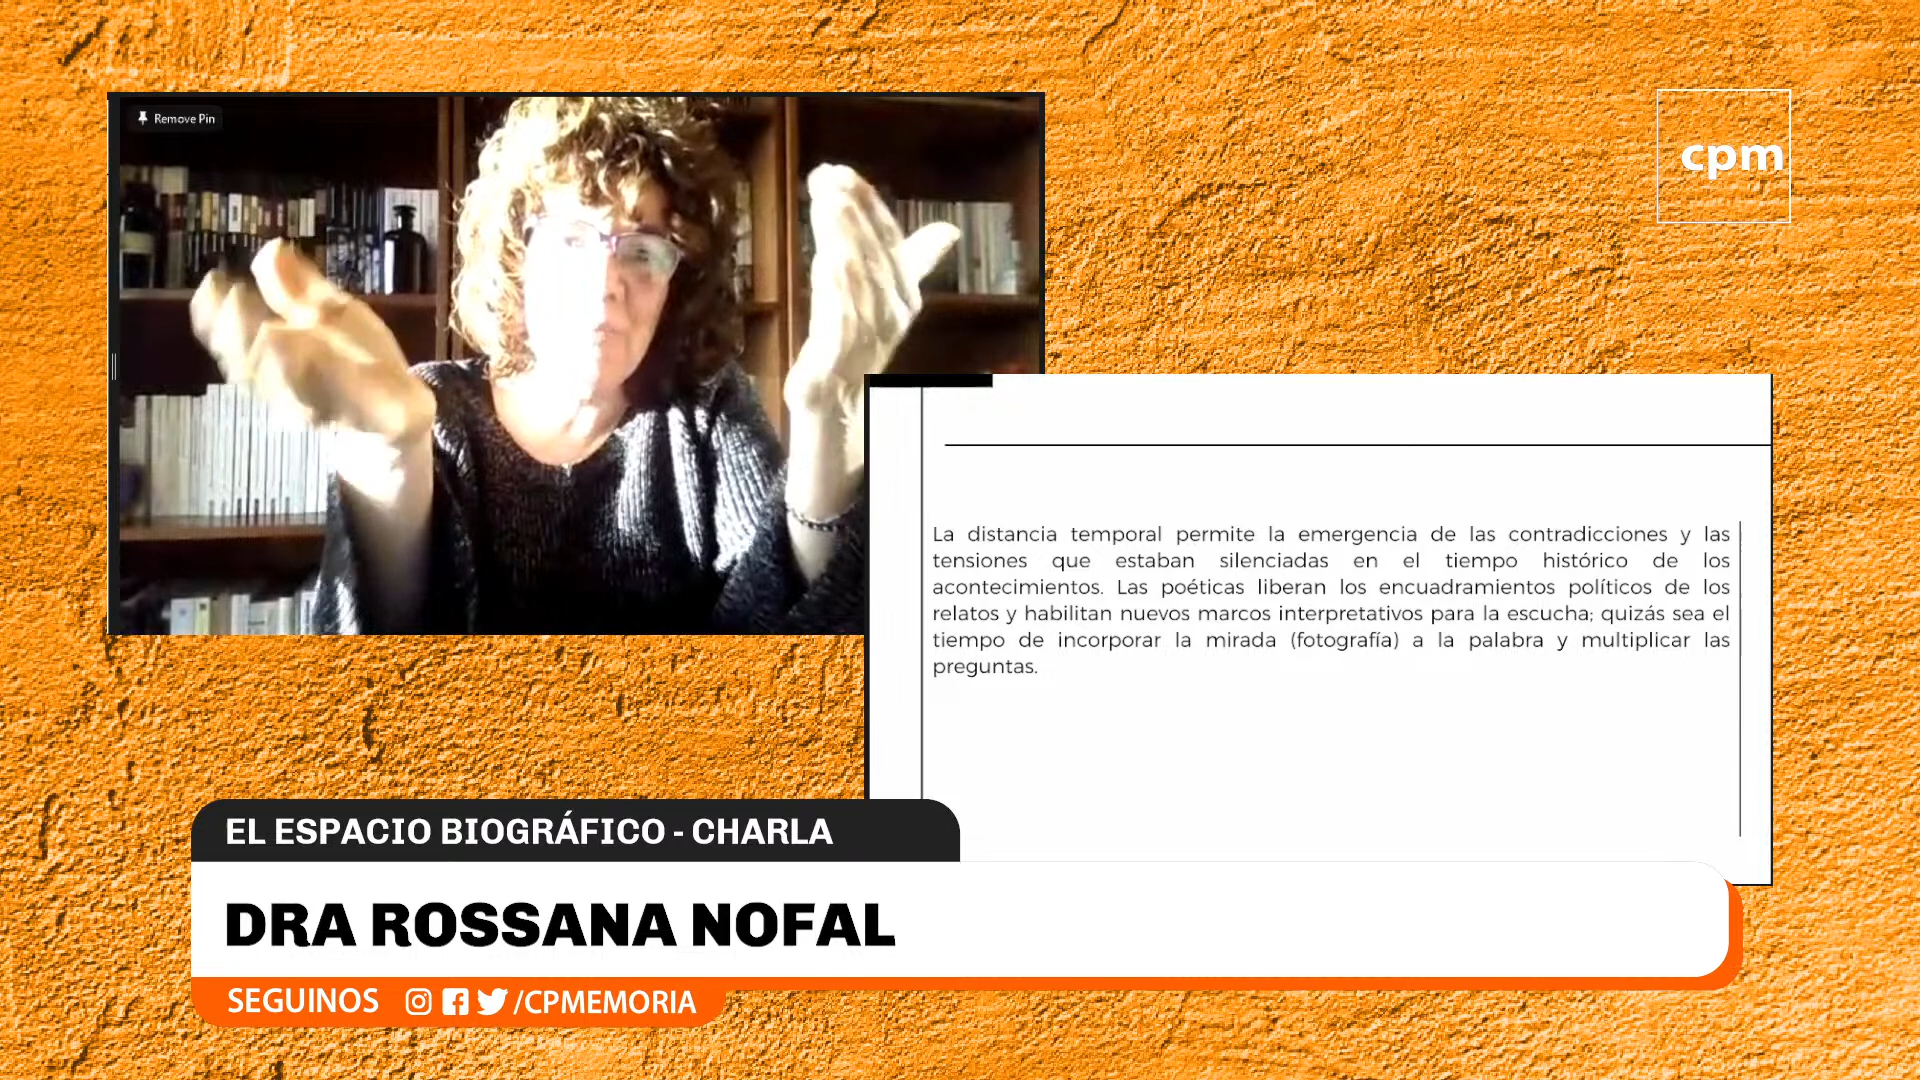 Remove Pin
cpm
La distancia temporal permite la emergencia de las contradicciones y las
tensiones que estaban silenciadas en el tiempo histórico de los
acontecimientos. Las poéticas liberan los encuadramientos políticos de los
relatos y habilitan nuevos marcos interpretativos para la escucha; quizás sea el
tiempo de incorporar la mirada (fotografía) a la palabra y multiplicar las
preguntas.
EL ESPACIO BIOGRÁFICO - CHARLA
DRA ROSSANA NOFAL
SEGUINOS /CPMEMORIA